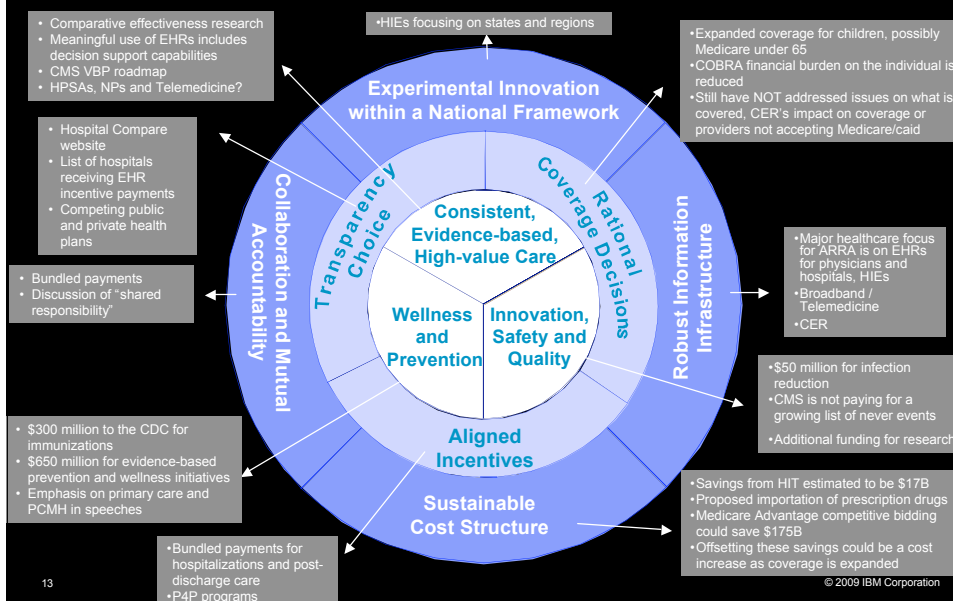 • Comparative effectiveness research
• Meaningful use of EHRs includes
decision support capabilities
• CMS VBP roadmap
• HPSAs, NPs and Telemedicine?
•HIEs focusing on states and regions
•Expanded coverage for children, possibly
Medicare under 65
•COBRA financial burden on the individual is
reduced
•Still have NOT addressed issues on what is
covered, CER's impact on coverage or
providers not accepting Medicare/caid
• Hospital Compare
website
• List of hospitals
receiving EHR
incentive payments
• Competing public
and private health
plans
• Bundled payments
• Discussion of "shared
responsibility"
Experimental Innovation
within a National Framework
Collaboration and Mutual
Accountability
Transparency
Choice
Rational
Coverage Decisions
Robust Information
Infrastructure
Consistent,
Evidence-based,
High-value Care
Wellness
and
Prevention
Innovation,
Safety and
Quality
Aligned
Incentives
Sustainable
Cost Structure
•Major healthcare focus
for ARRA is on EHRs
for physicians and
hospitals, HIEs
•Broadband /
Telemedicine
•CER
•$50 million for infection
reduction
•CMS is not paying for a
growing list of never events
•Additional funding for research
• $300 million to the CDC for
immunizations
• $650 million for evidence-based
prevention and wellness initiatives
• Emphasis on primary care and
PCMH in speeches
•Savings from HIT estimated to be $17B
•Proposed importation of prescription drugs
•Medicare Advantage competitive bidding
could save $175B
•Offsetting these savings could be a cost
increase as coverage is expanded
•Bundled payments for
hospitalizations and post-
discharge care
•P4P programs
13
© 2009 IBM Corporation